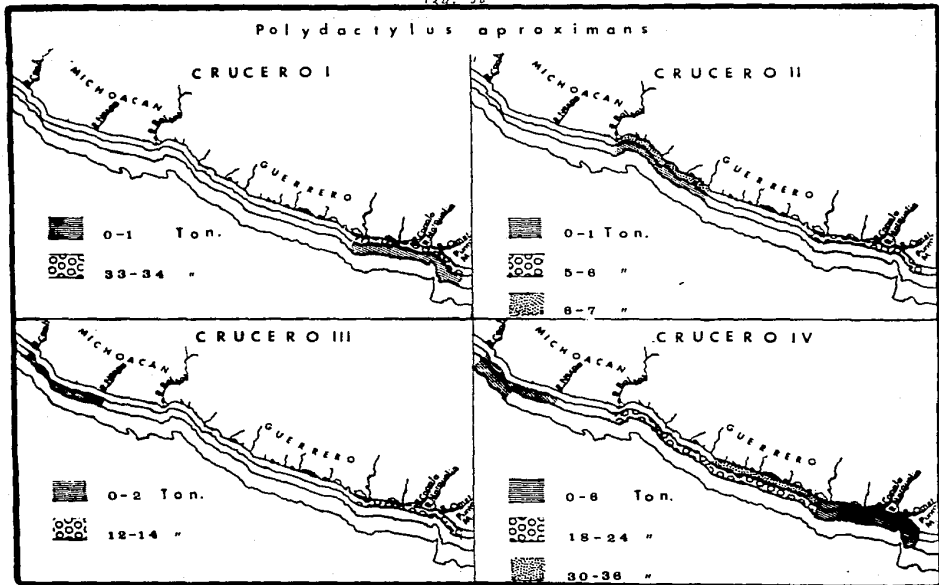 Polydactylus aproximans
CRUCERO I
MICHOACAN
GUERRERO
0-1 Ton.
33-34 "
CRUCERO II
MICHOACAN
GUERRERO
0-1 Ton.
5-6 "
6-7 "
CRUCERO III
MICHOACAN
GUERRERO
0-2 Ton.
12-14 "
CRUCERO IV
MICHOACAN
GUERRERO
0-6 Ton.
18-24 "
30-36 "